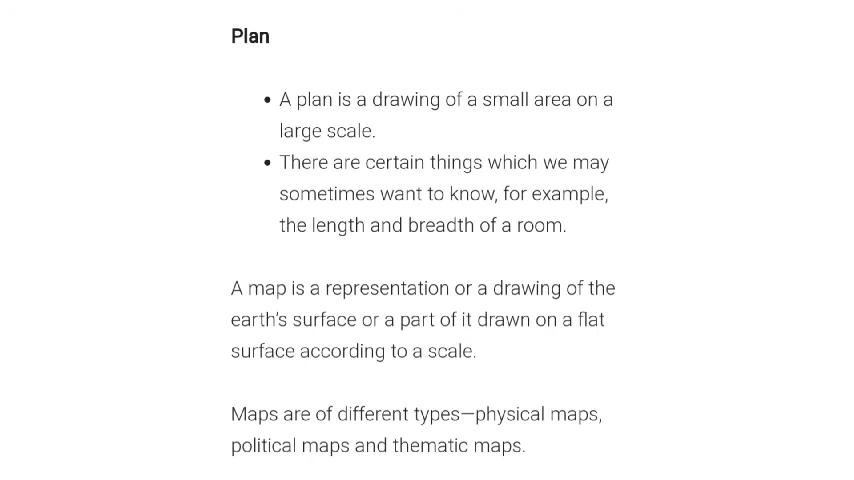 Plan
• A plan is a drawing of a small area on a
large scale.
• There are certain things which we may
sometimes want to know, for example,
the length and breadth of a room.
A map is a representation or a drawing of the
earth's surface or a part of it drawn on a flat
surface according to a scale.
Maps are of different types—physical maps,
political maps and thematic maps.